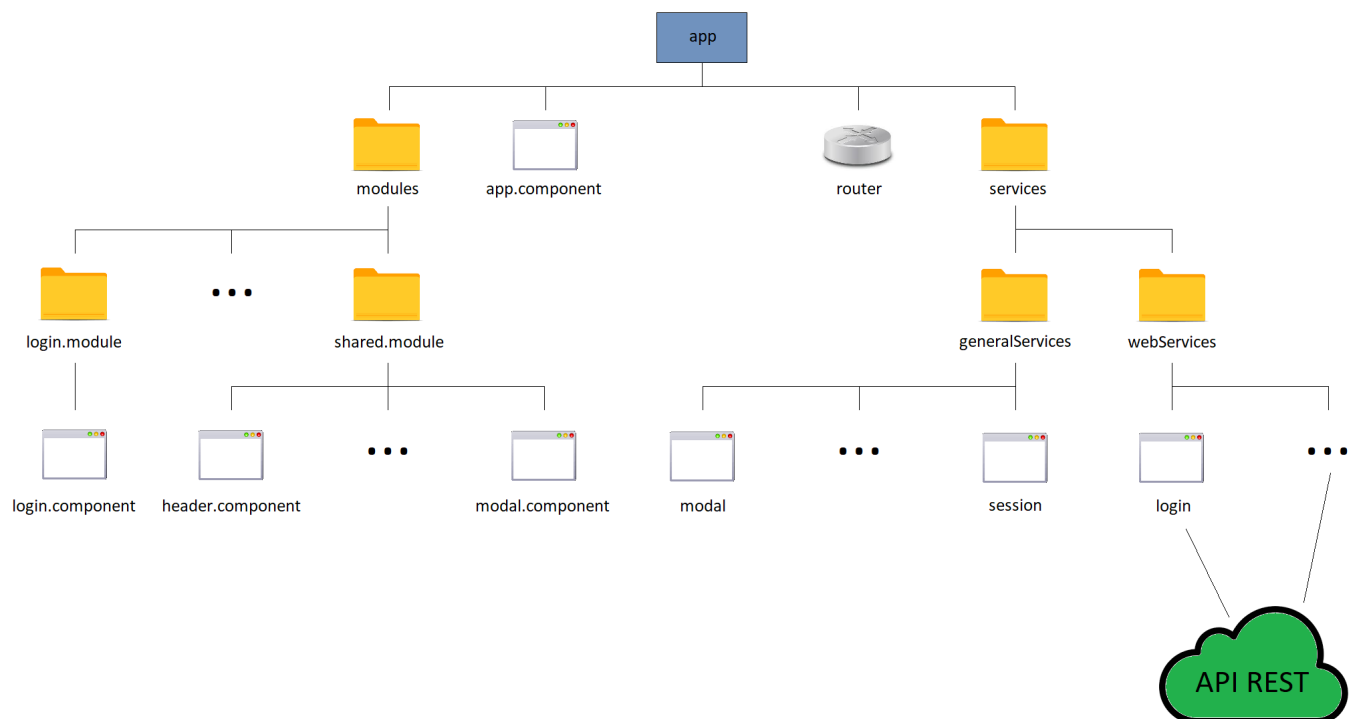 app
modules
app.component
router
services
...
login.module
shared.module
generalServices
webServices
...
...
...
login.component
header.component
modal.component
modal
session
login
API REST